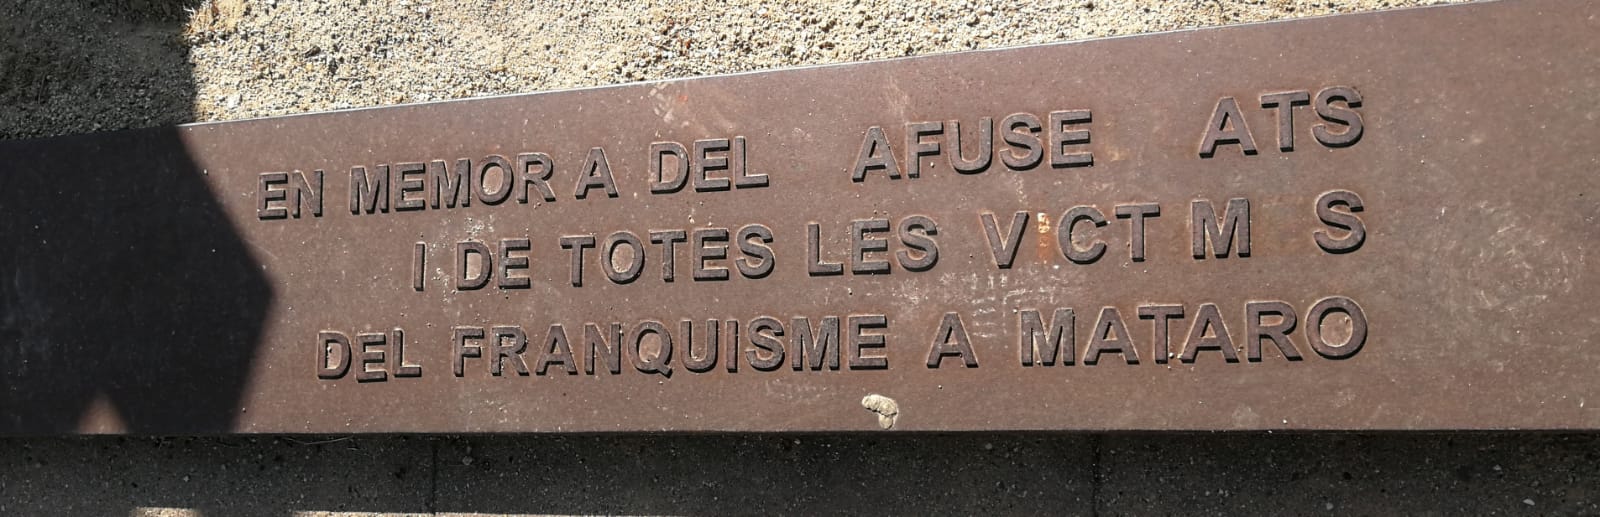 EN MEMOR A DEL AFUSE ATS
I DE TOTES LES V CT M S
DEL FRANQUISME A MATARO